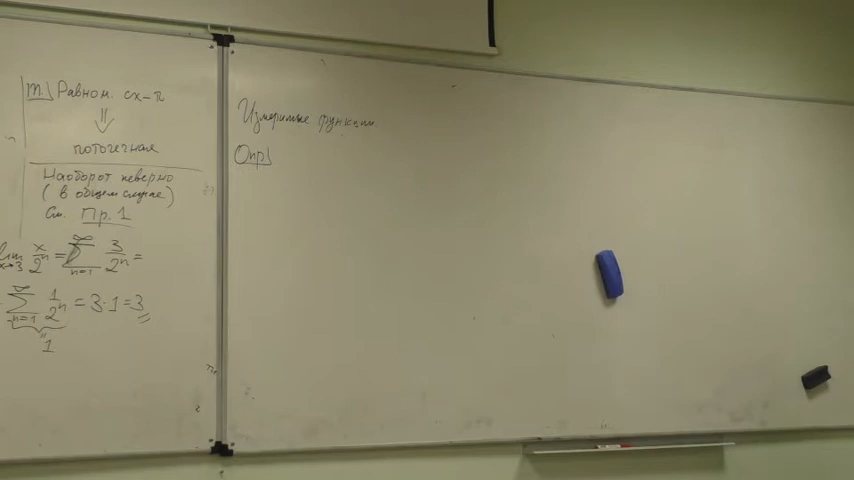 m.] Равном. сх-ть
⇓
поточечная
Наоборот неверно
(в общем случае)
См. Пр. 1
lim x→3 x/2ⁿ = ∑ n=1 ∞ 3/2ⁿ =
∑ n=1 ∞ 1/2ⁿ = 3·1 = 3
1
Измеримые функции
Опр]